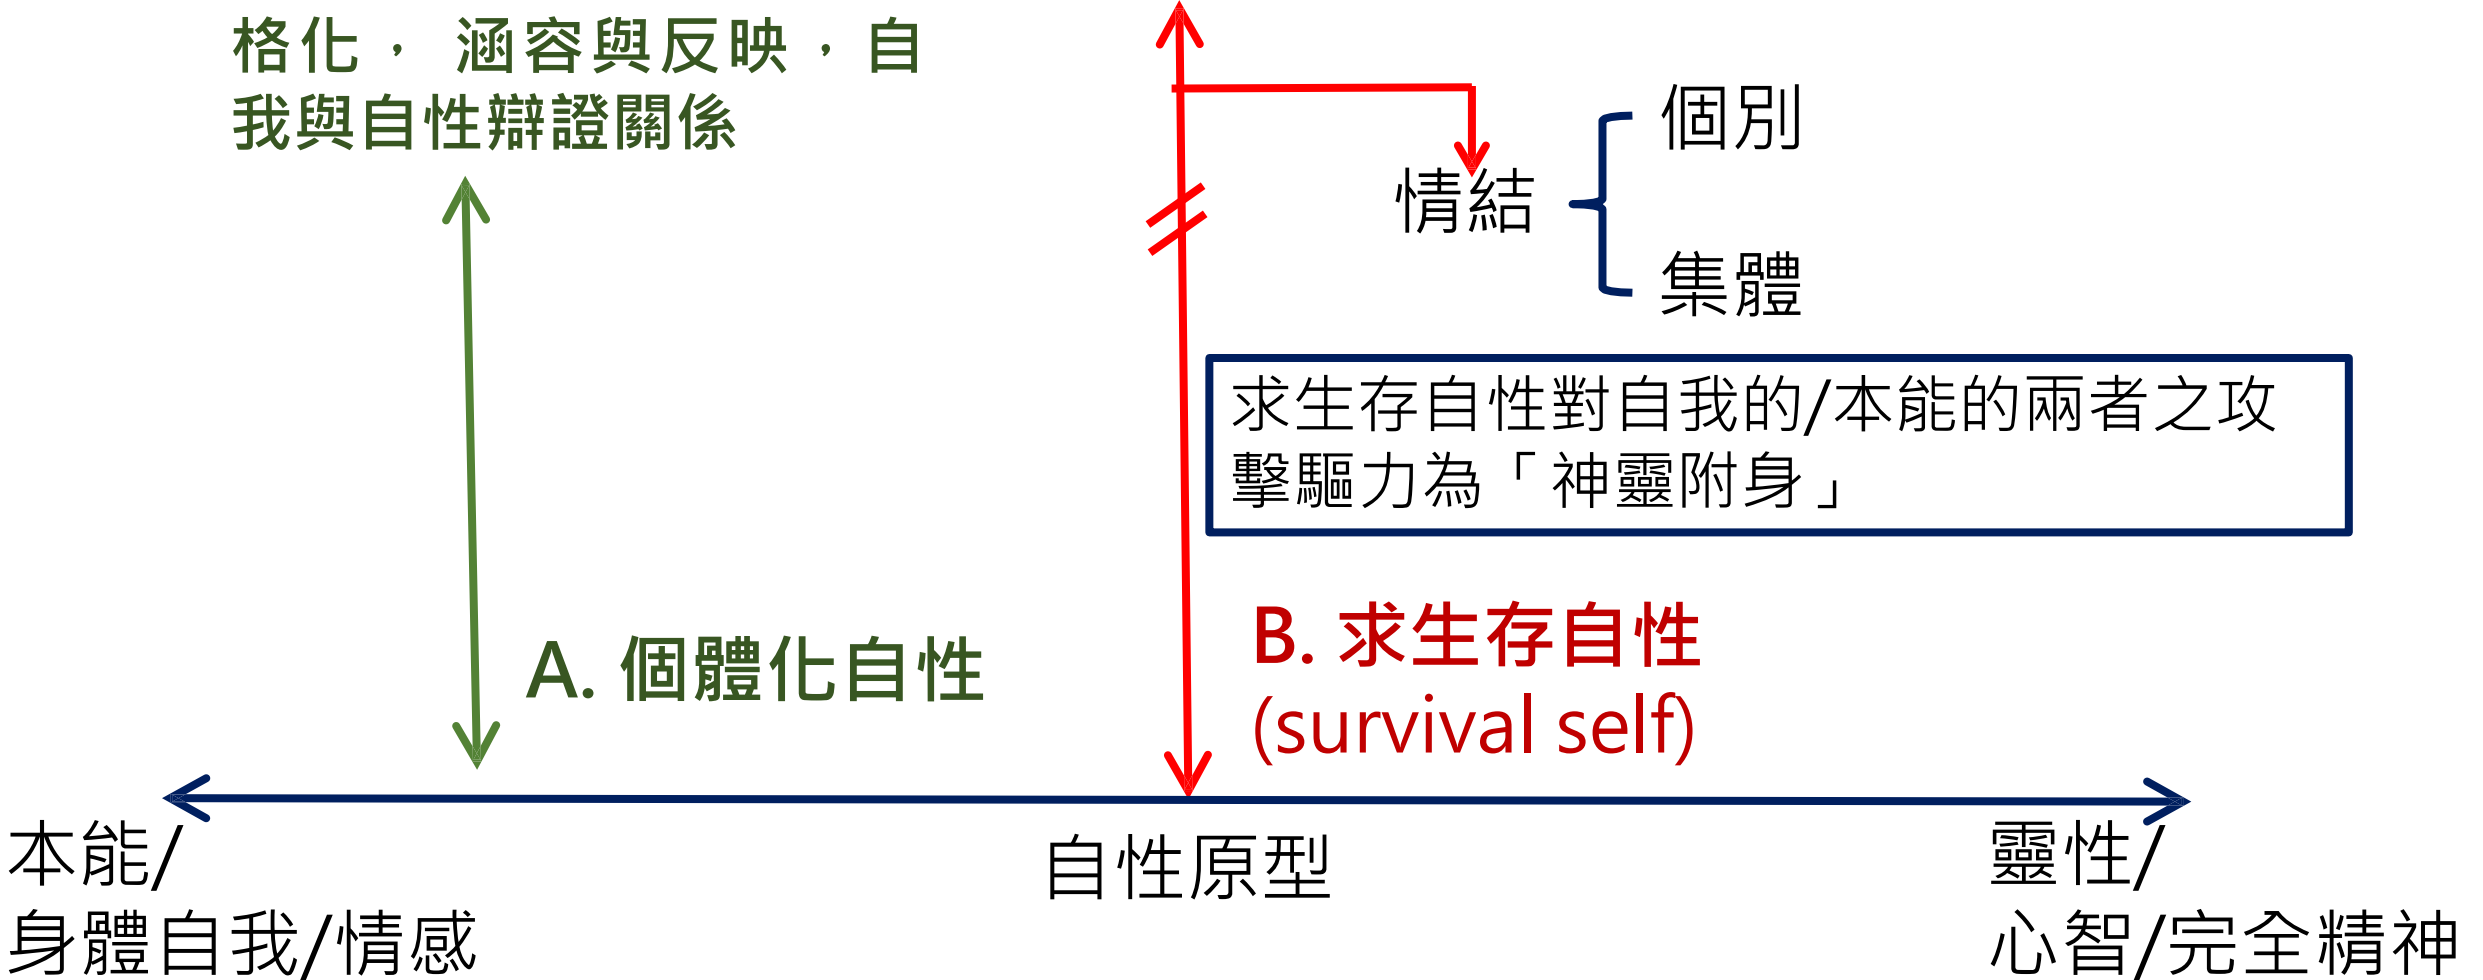 格化，涵容與反映，自
我與自性辯證關係
個別
情結
集體
求生存自性對自我的/本能的兩者之攻
擊驅力為「神靈附身」
A. 個體化自性
B. 求生存自性
(survival self)
本能/
身體自我/情感
自性原型
靈性/
心智/完全精神